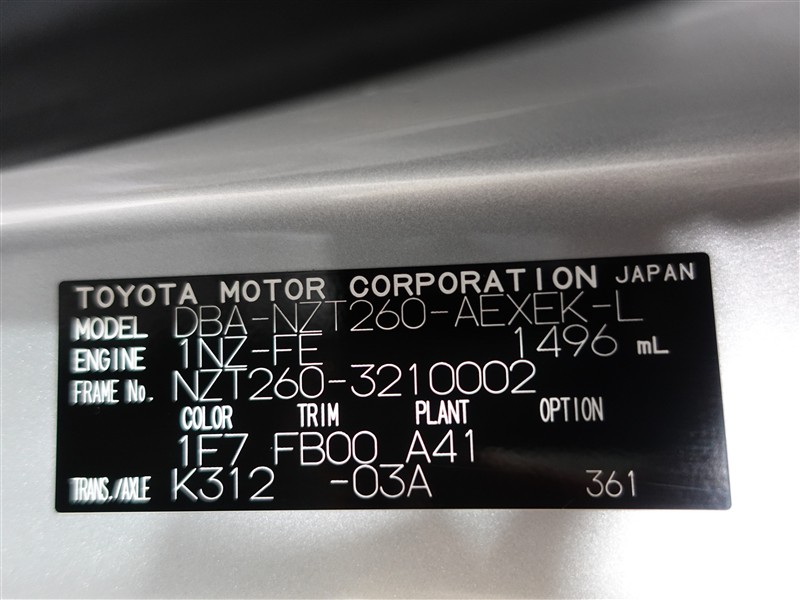 TOYOTA MOTOR CORPORATION JAPAN
MODEL DBA-NZT260-AEXEK-L
ENGINE 1NZ-FE 1496 mL
FRAME No. NZT260-3210002
COLOR TRIM PLANT OPTION
1E7 FB00 A41
TRANS./AXLE K312 -03A 361